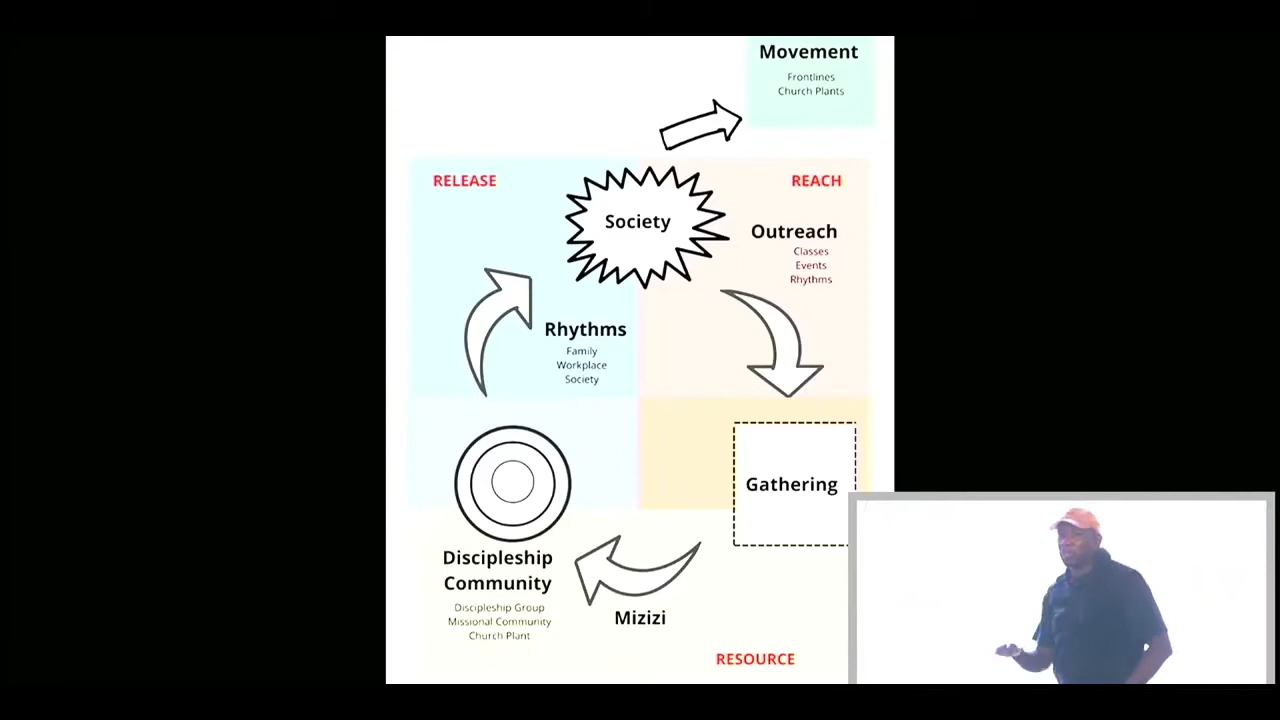 Movement
Frontlines
Church Plants
RELEASE
REACH
Society
Outreach
Classes
Events
Rhythms
Rhythms
Family
Workplace
Society
Gathering
Discipleship
Community
Discipleship Group
Missional Community
Church Plant
Mizizi
RESOURCE